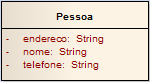 Pessoa
- endereco: String
- nome: String
- telefone: String